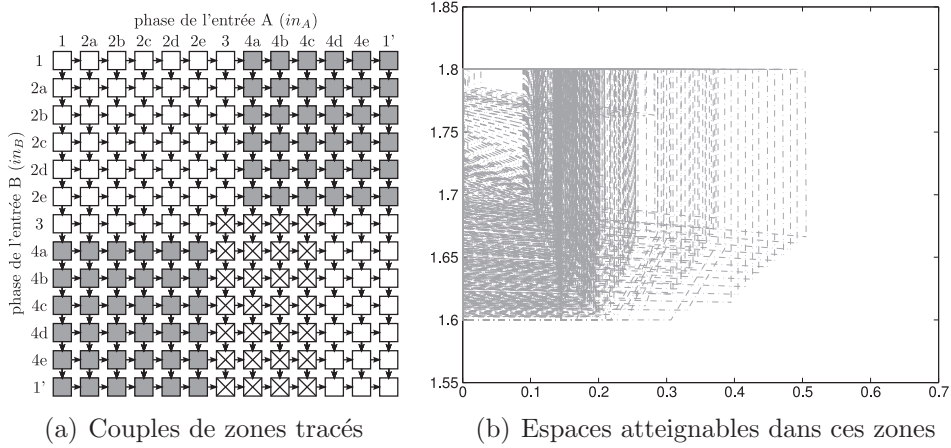 phase de l'entrée A (in_A)
1 2a 2b 2c 2d 2e 3 4a 4b 4c 4d 4e 1'
phase de l'entrée B (in_B)
1
2a
2b
2c
2d
2e
3
4a
4b
4c
4d
4e
1'
(a) Couples de zones tracés
1.85
1.8
1.75
1.7
1.65
1.6
1.55
0 0.1 0.2 0.3 0.4 0.5 0.6 0.7
(b) Espaces atteignables dans ces zones